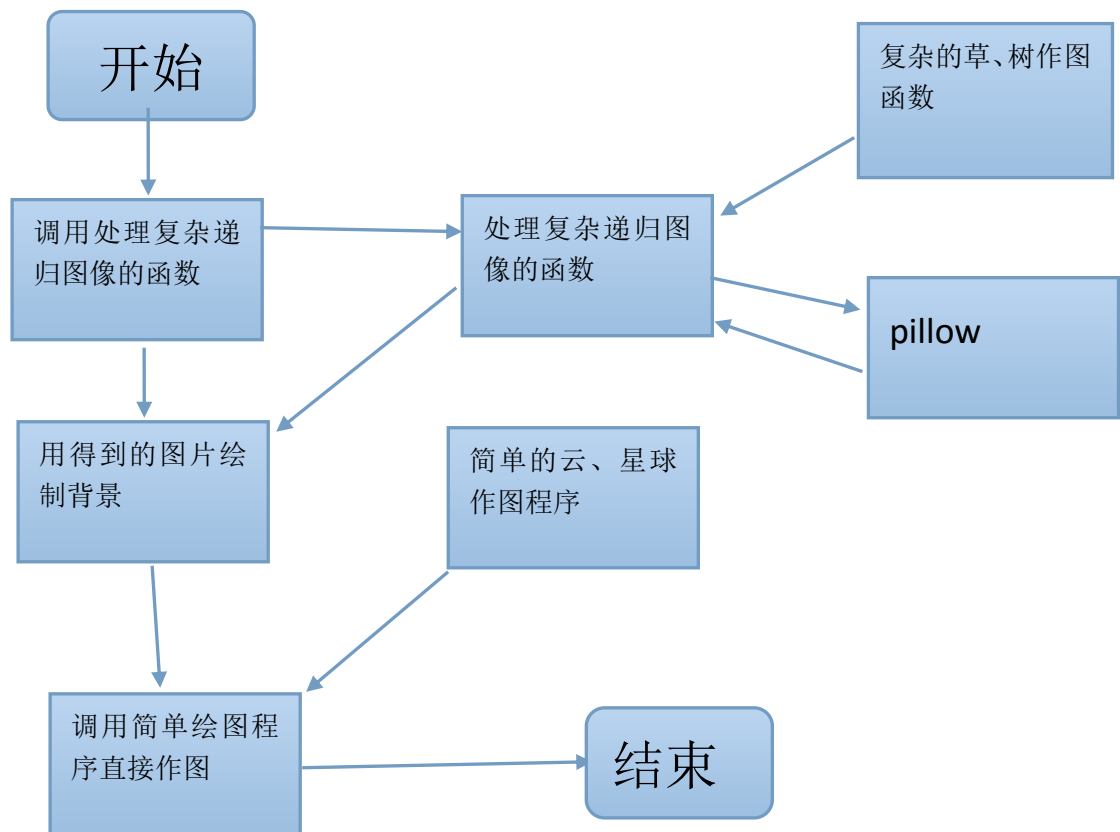 开始
复杂的草、树作图
函数
调用处理复杂递
归图像的函数
处理复杂递归图
像的函数
pillow
用得到的图片绘
制背景
简单的云、星球
作图程序
调用简单绘图程
序直接作图
结束